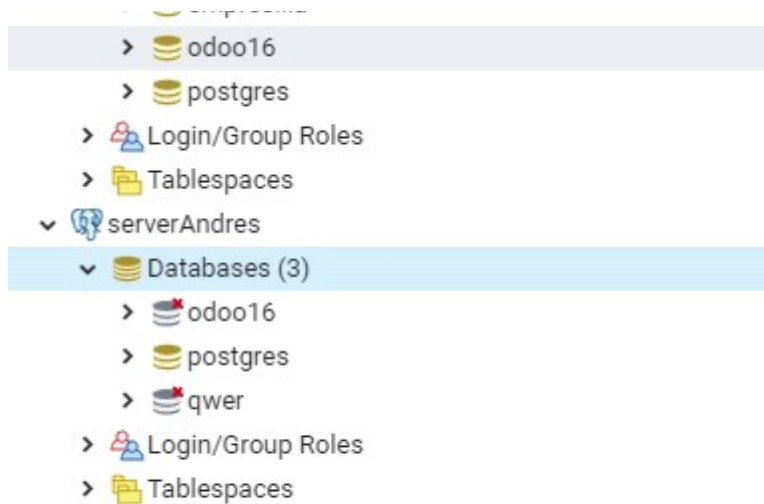 odoo16
postgres
Login/Group Roles
Tablespaces
serverAndres
Databases (3)
odoo16
postgres
qwer
Login/Group Roles
Tablespaces